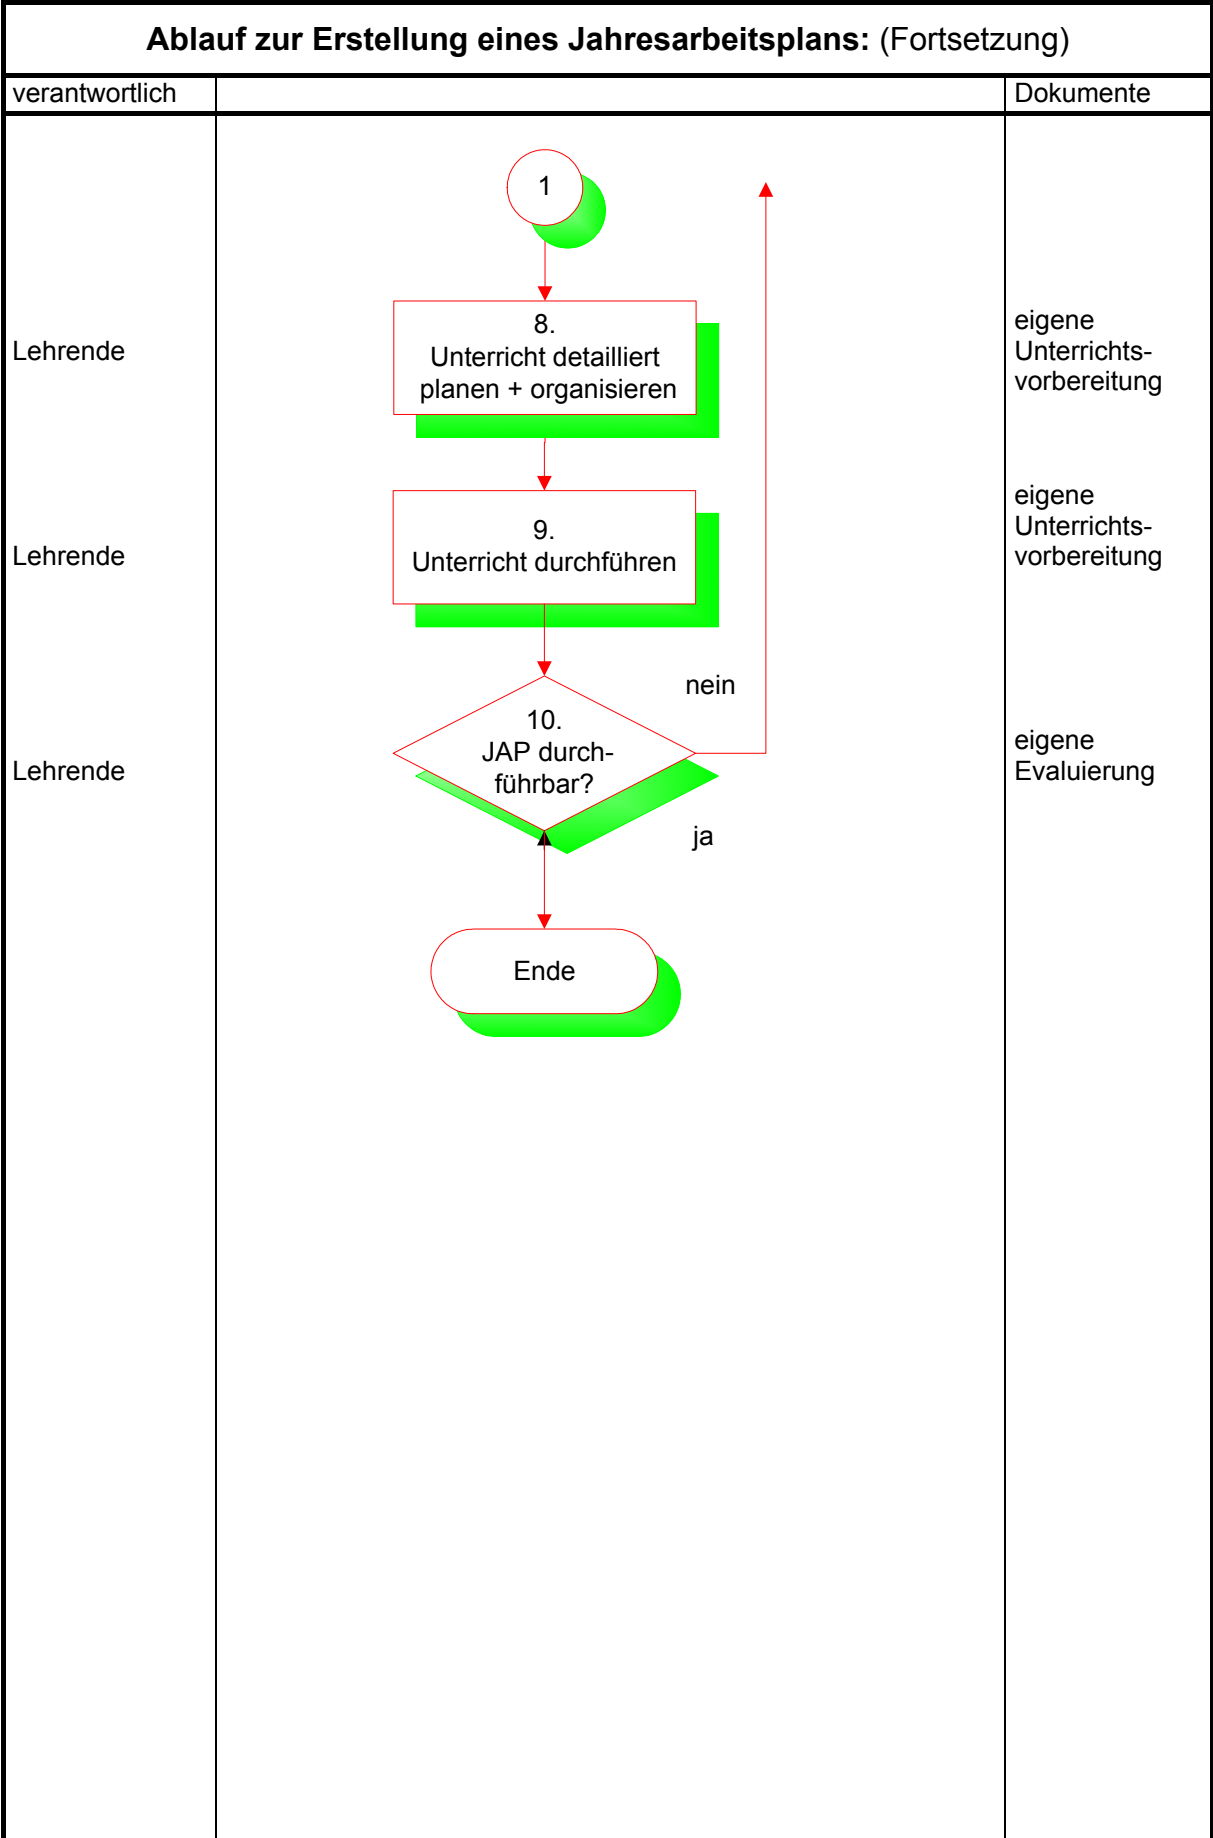 Ablauf zur Erstellung eines Jahresarbeitsplans: (Fortsetzung)
verantwortlich
Dokumente
1
Lehrende
8.
Unterricht detailliert
planen + organisieren
eigene
Unterrichts-
vorbereitung
Lehrende
9.
Unterricht durchführen
eigene
Unterrichts-
vorbereitung
nein
Lehrende
10.
JAP durch-
führbar?
eigene
Evaluierung
ja
Ende